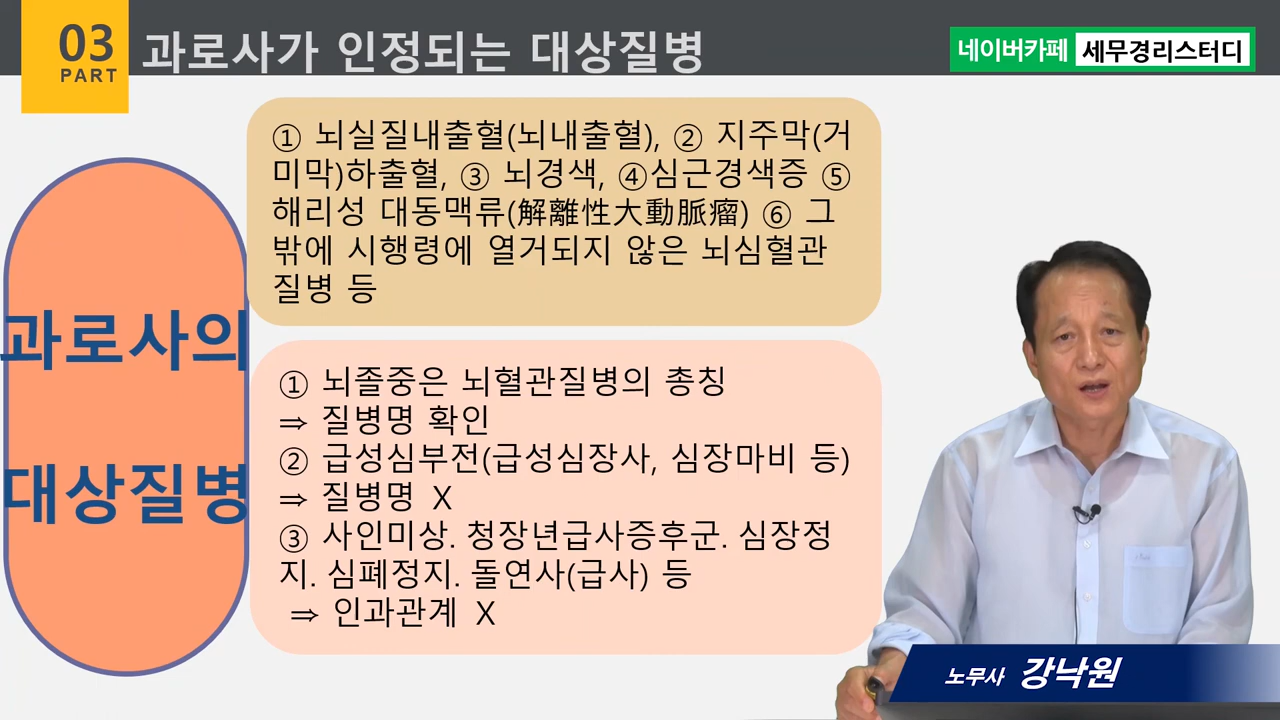 03
PART
과로사가 인정되는 대상질병
네이버카페 세무경리스터디
과로사의
대상질병
① 뇌실질내출혈(뇌내출혈), ② 지주막(거
미막)하출혈, ③ 뇌경색, ④심근경색증 ⑤
해리성 대동맥류(解離性大動脈瘤) ⑥ 그
밖에 시행령에 열거되지 않은 뇌심혈관
질병 등
① 뇌졸중은 뇌혈관질병의 총칭
⇒ 질병명 확인
② 급성심부전(급성심장사, 심장마비 등)
⇒ 질병명 X
③ 사인미상. 청장년급사증후군. 심장정
지. 심폐정지. 돌연사(급사) 등
⇒ 인과관계 X
노무사 강낙원